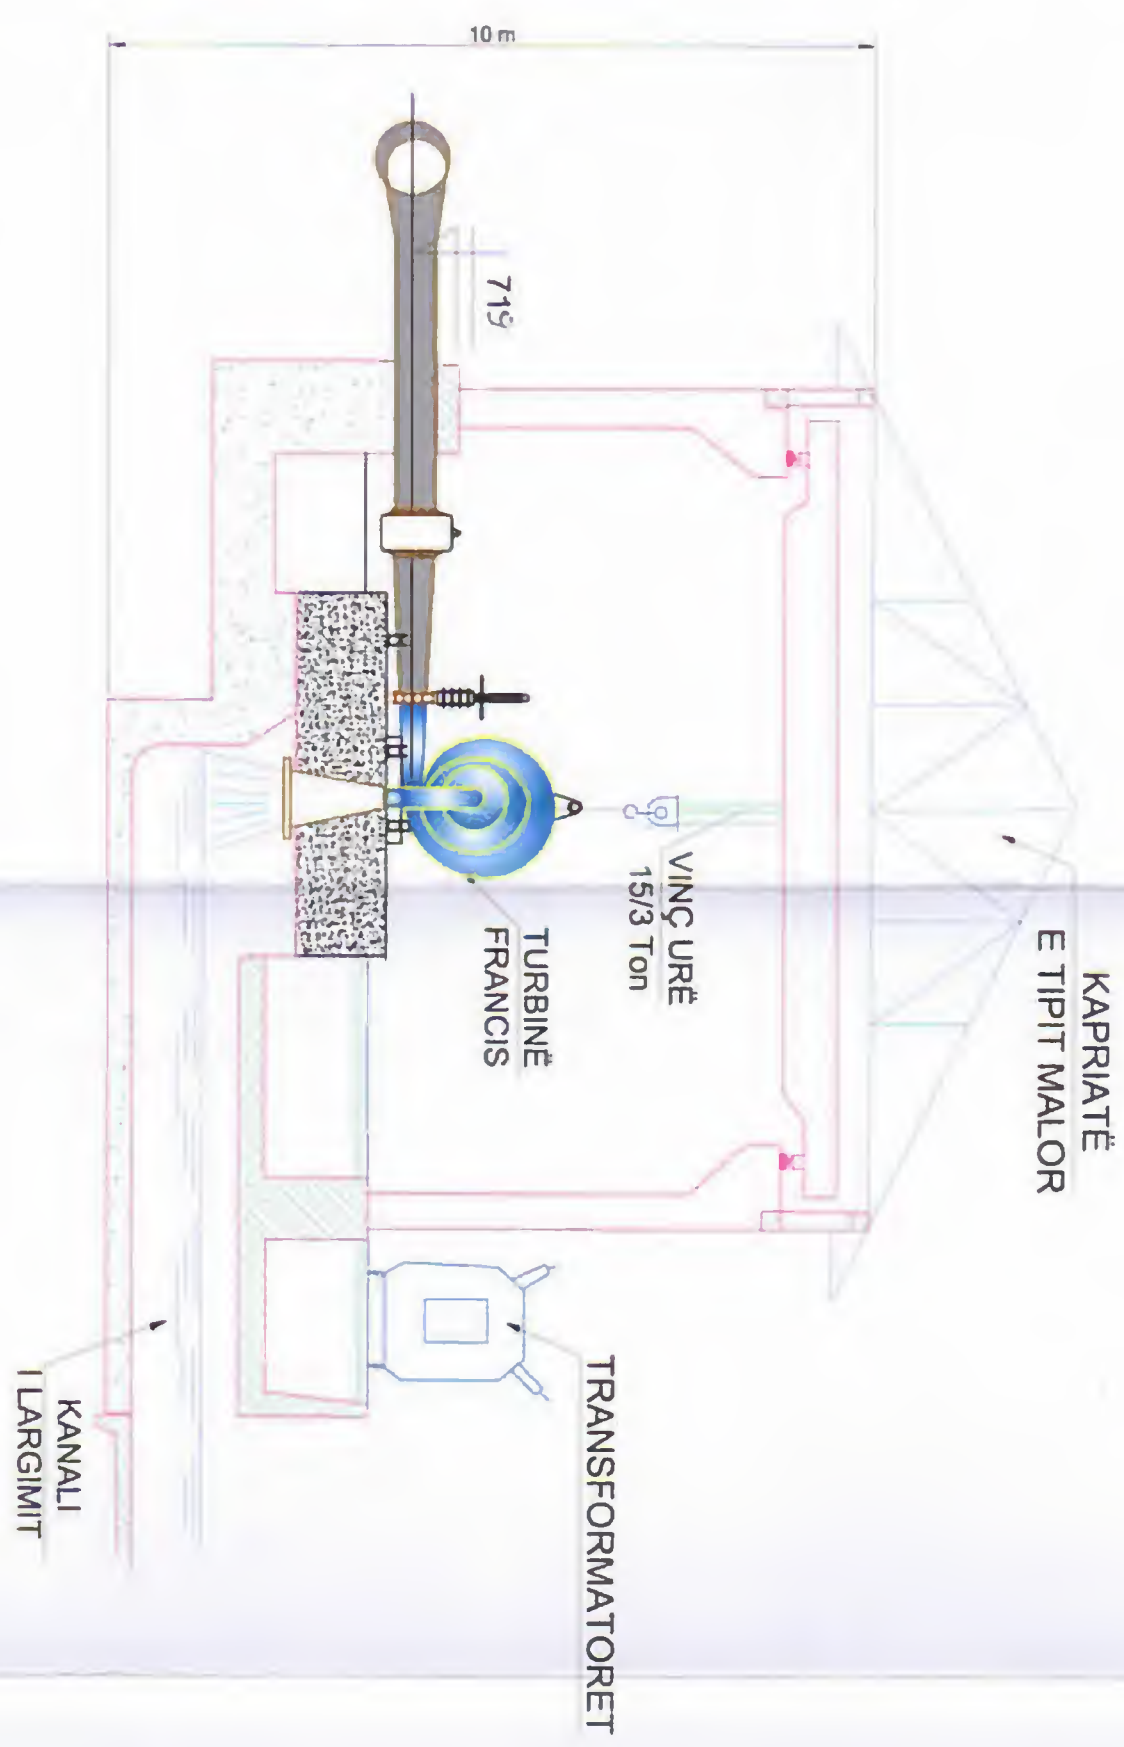 10 m
719
KAPRIATË
E TIPIT MALOR
VINÇ URË
15/3 Ton
TURBINË
FRANCIS
TRANSFORMATORET
KANALI
I LARGIMIT